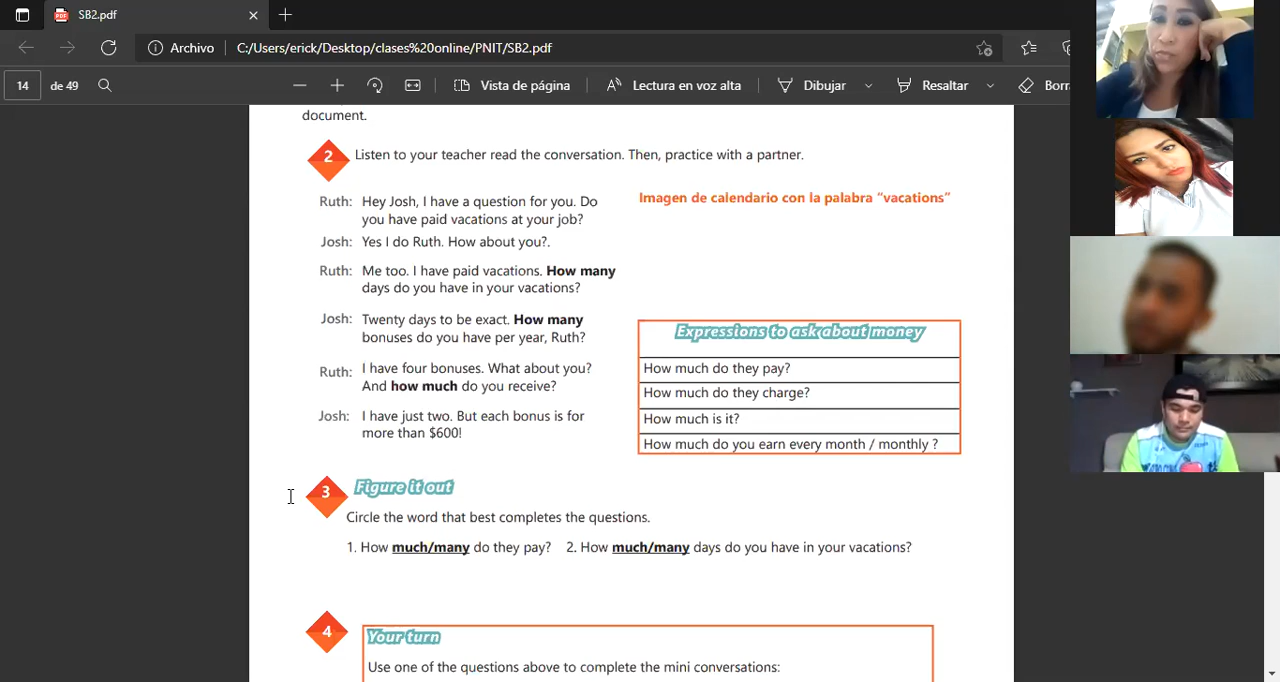 SB2.pdf
Archivo C:/Users/erick/Desktop/clases%20online/PNIT/SB2.pdf
14 de 49 Vista de página Lectura en voz alta Dibujar Resaltar
document.
2 Listen to your teacher read the conversation. Then, practice with a partner.
Ruth: Hey Josh, I have a question for you. Do
you have paid vacations at your job?
Josh: Yes I do Ruth. How about you?.
Ruth: Me too. I have paid vacations. How many
days do you have in your vacations?
Josh: Twenty days to be exact. How many
bonuses do you have per year, Ruth?
Ruth: I have four bonuses. What about you?
And how much do you receive?
Josh: I have just two. But each bonus is for
more than $600!
Imagen de calendario con la palabra “vacations”
Expressions to ask about money
How much do they pay?
How much do they charge?
How much is it?
How much do you earn every month / monthly ?
3 Figure it out
Circle the word that best completes the questions.
1. How much/many do they pay? 2. How much/many days do you have in your vacations?
4 Your turn
Use one of the questions above to complete the mini conversations: